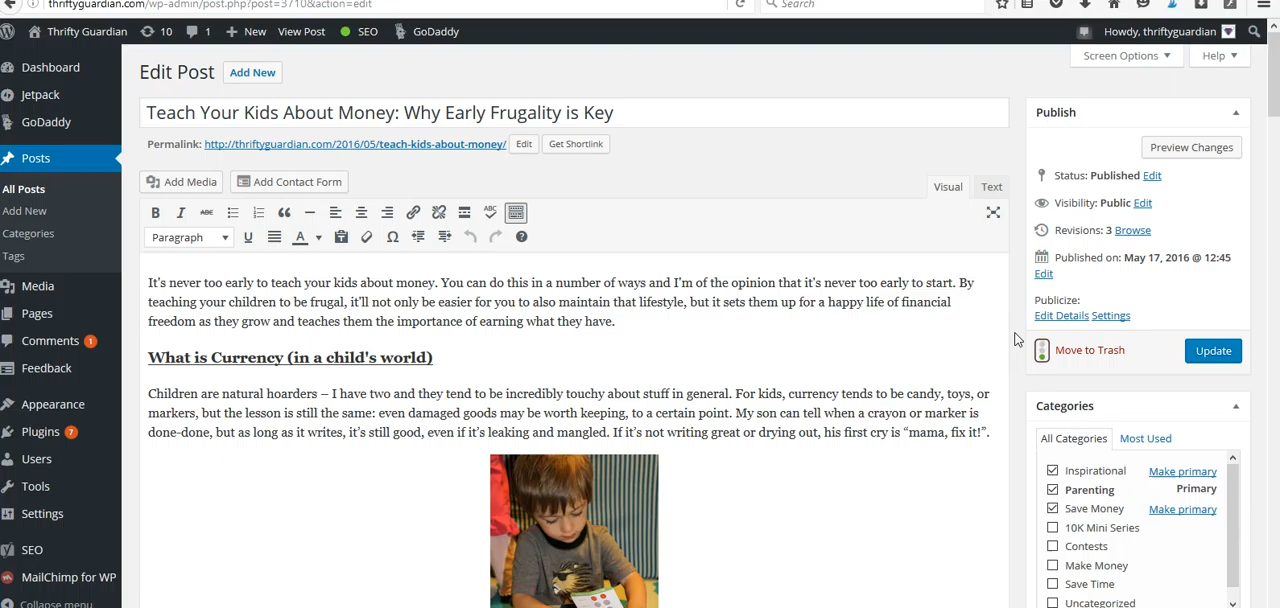 thriftyguardian.com/wp-admin/post.php?post=3710&action=edit
Search
Thrifty Guardian 10 1 + New View Post SEO GoDaddy Howdy, thriftyguardian
Screen Options ▼ Help ▼
Dashboard
Jetpack
GoDaddy
Posts
All Posts
Add New
Categories
Tags
Media
Pages
Comments 1
Feedback
Appearance
Plugins 7
Users
Tools
Settings
SEO
MailChimp for WP
Collapse menu
Edit Post Add New
Teach Your Kids About Money: Why Early Frugality is Key
Permalink: http://thriftyguardian.com/2016/05/teach-kids-about-money/ Edit Get Shortlink
Add Media Add Contact Form
Visual Text
B I ABC ABC
Paragraph U A Ω
It's never too early to teach your kids about money. You can do this in a number of ways and I'm of the opinion that it's never too early to start. By
teaching your children to be frugal, it'll not only be easier for you to also maintain that lifestyle, but it sets them up for a happy life of financial
freedom as they grow and teaches them the importance of earning what they have.
What is Currency (in a child's world)
Children are natural hoarders – I have two and they tend to be incredibly touchy about stuff in general. For kids, currency tends to be candy, toys, or
markers, but the lesson is still the same: even damaged goods may be worth keeping, to a certain point. My son can tell when a crayon or marker is
done-done, but as long as it writes, it's still good, even if it's leaking and mangled. If it's not writing great or drying out, his first cry is “mama, fix it!”.
Publish
Preview Changes
Status: Published Edit
Visibility: Public Edit
Revisions: 3 Browse
Published on: May 17, 2016 @ 12:45
Edit
Publicize:
Edit Details Settings
Move to Trash Update
Categories
All Categories Most Used
Inspirational Make primary
Parenting Primary
Save Money Make primary
10K Mini Series
Contests
Make Money
Save Time
Uncategorized